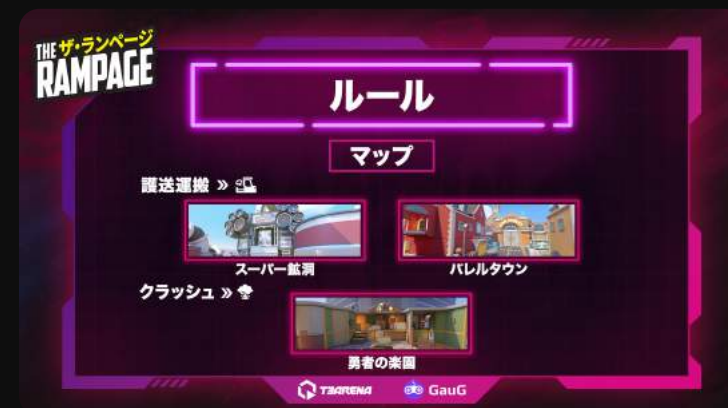 THE ザ・ランページ
RAMPAGE
ルール
マップ
護送運搬 »
スーパー鉱洞
バレルタウン
クラッシュ »
勇者の楽園
T3ARENA
GauG